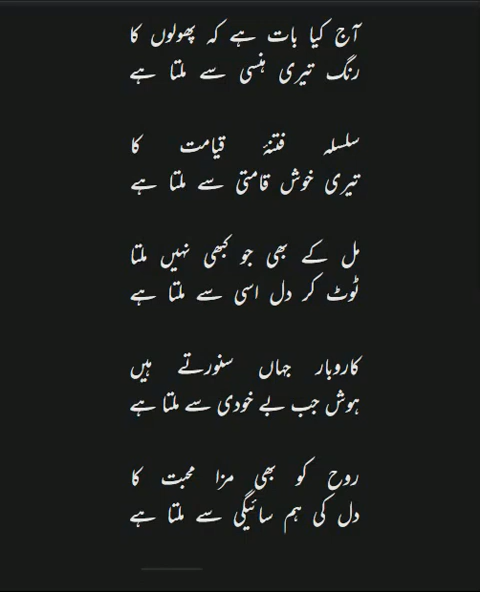 آج کیا بات ہے کہ پھولوں کا
رنگ تیری ہنسی سے ملتا ہے
سلسلہ فتنۂ قیامت کا
تیری خوش قامتی سے ملتا ہے
مل کے بھی جو کبھی نہیں ملتا
ٹوٹ کر دل اسی سے ملتا ہے
کاروبار جہاں سنورتے ہیں
ہوش جب بے خودی سے ملتا ہے
روح کو بھی مزا محبت کا
دل کی ہم سائیگی سے ملتا ہے